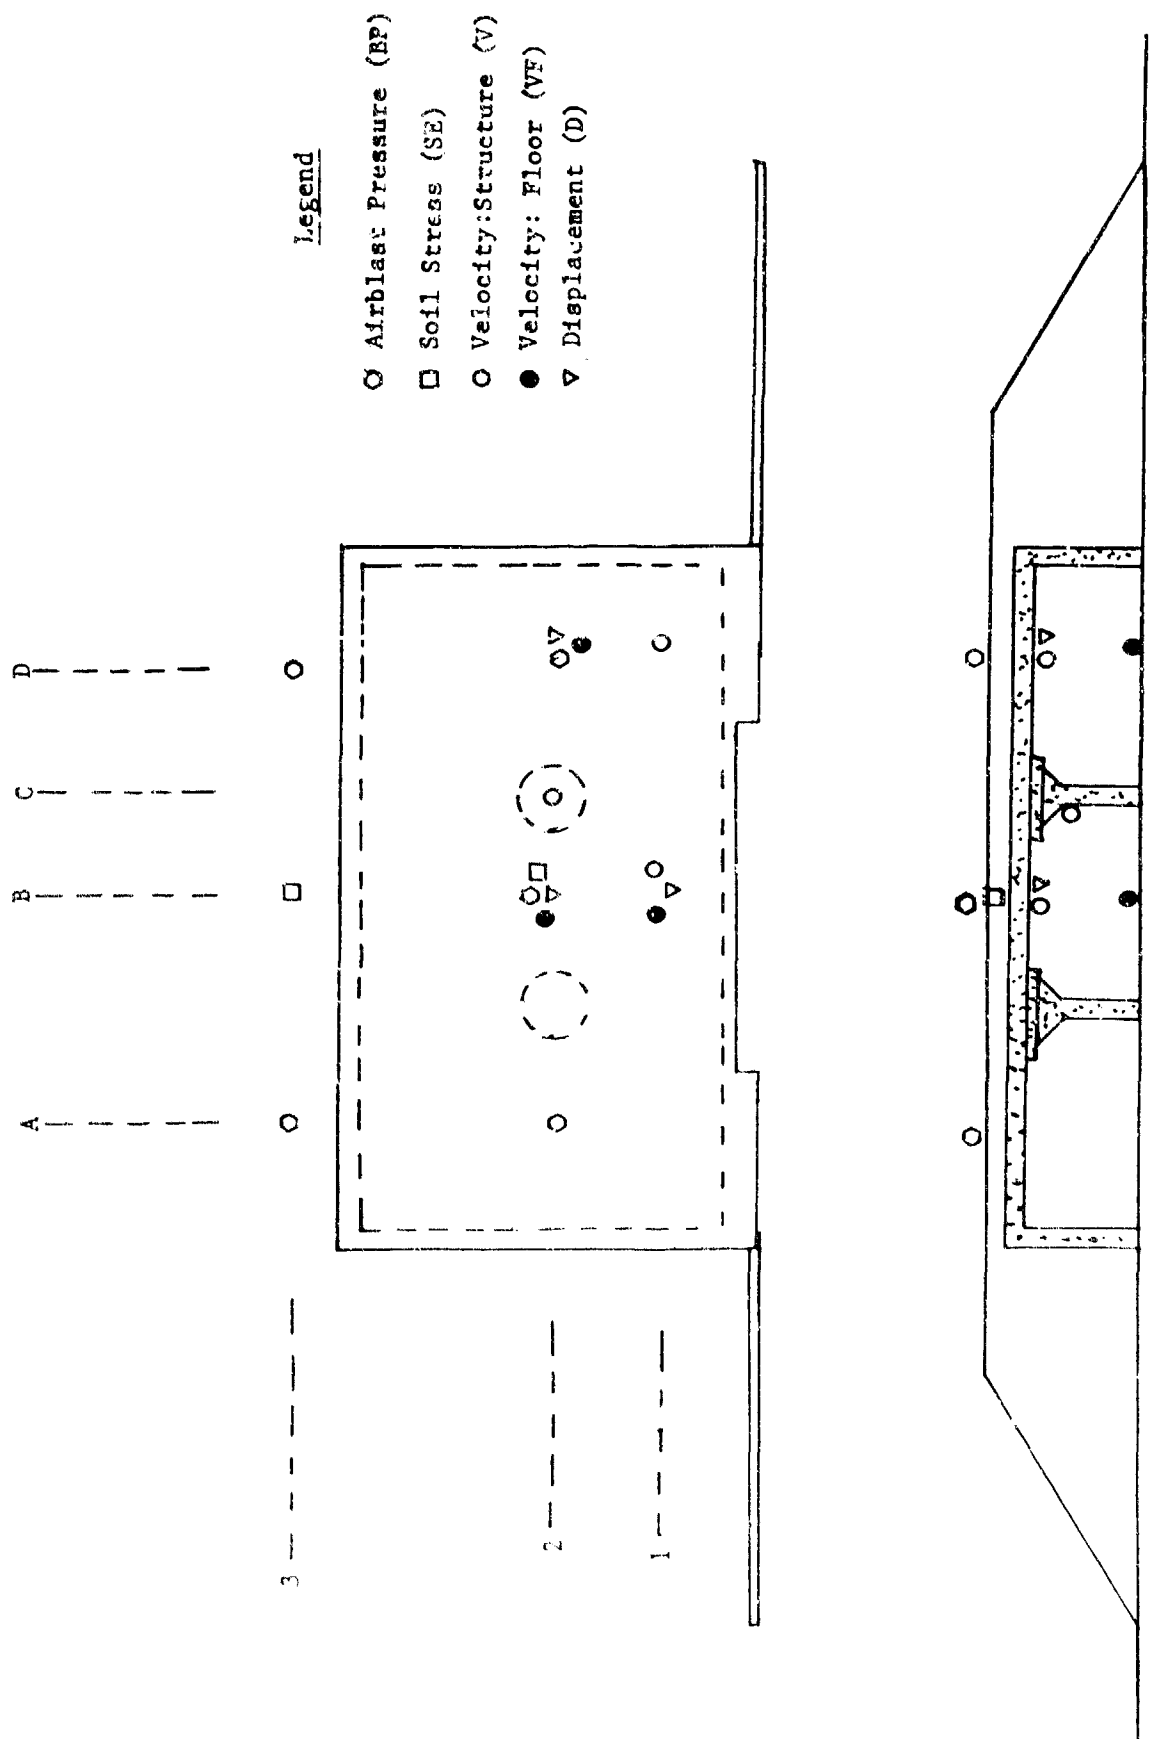 Legend
Airblast Pressure (BP)
Soil Stress (SE)
Velocity:Structure (V)
Velocity: Floor (VF)
Displacement (D)
A
B
C
D
3
2
1